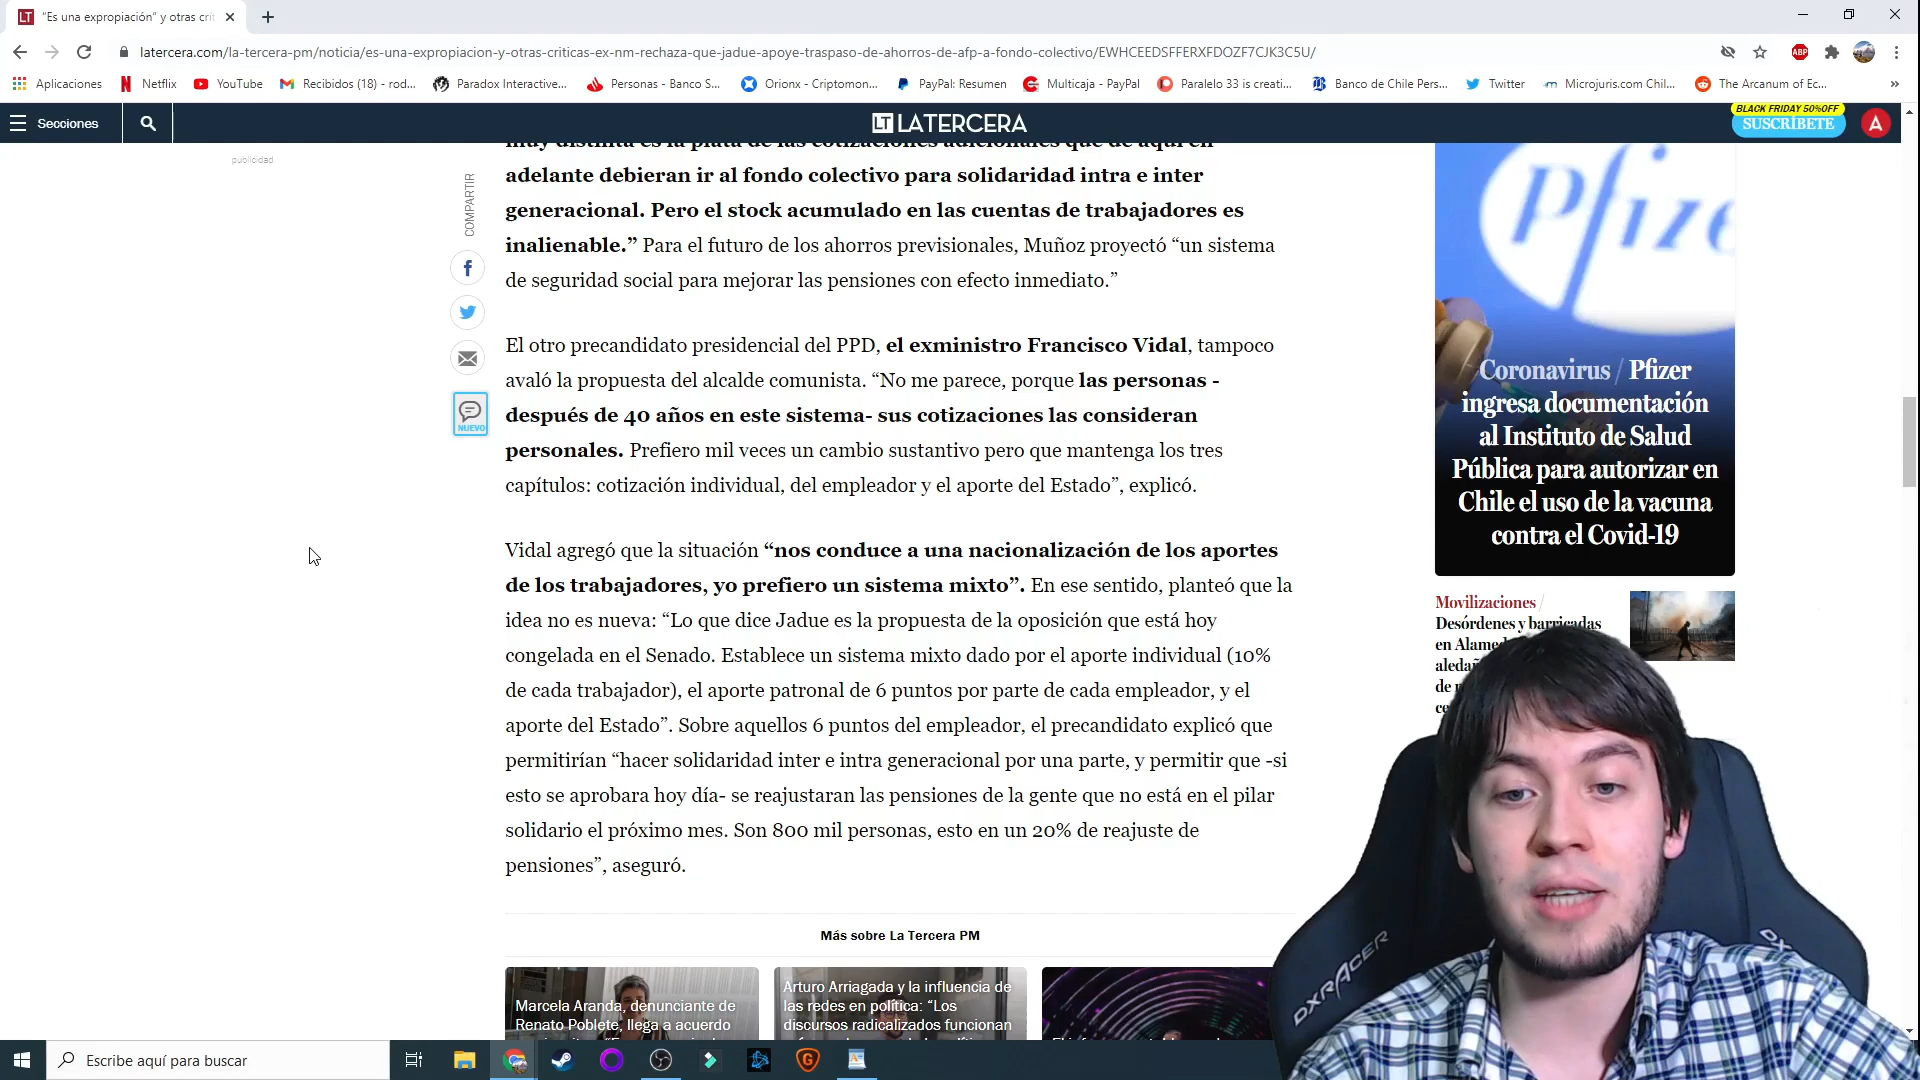 "Es una expropiación" y otras crít
latercera.com/la-tercera-pm/noticia/es-una-expropiacion-y-otras-criticas-ex-nm-rechaza-que-jadue-apoye-traspaso-de-ahorros-de-afp-a-fondo-colectivo/EWHCEEDSFFERXFDOZF7CJK3C5U/
ABP
Aplicaciones
Netflix
YouTube
Recibidos (18) - rod...
Paradox Interactive...
Personas - Banco S...
Orionx - Criptomon...
PayPal: Resumen
Multicaja - PayPal
Paralelo 33 is creati...
Banco de Chile Pers...
Twitter
Microjuris.com Chil...
The Arcanum of Ec...
»
Secciones
LT LATERCERA
BLACK FRIDAY 50%OFF
SUSCRÍBETE
A
publicidad
COMPARTIR
NUEVO
muy distinta es la plata de las cotizaciones adicionales que de aquí en
adelante debieran ir al fondo colectivo para solidaridad intra e inter
generacional. Pero el stock acumulado en las cuentas de trabajadores es
inalienable.” Para el futuro de los ahorros previsionales, Muñoz proyectó “un sistema
de seguridad social para mejorar las pensiones con efecto inmediato.”
El otro precandidato presidencial del PPD, el exministro Francisco Vidal, tampoco
avaló la propuesta del alcalde comunista. “No me parece, porque las personas -
después de 40 años en este sistema- sus cotizaciones las consideran
personales. Prefiero mil veces un cambio sustantivo pero que mantenga los tres
capítulos: cotización individual, del empleador y el aporte del Estado”, explicó.
Vidal agregó que la situación “nos conduce a una nacionalización de los aportes
de los trabajadores, yo prefiero un sistema mixto”. En ese sentido, planteó que la
idea no es nueva: “Lo que dice Jadue es la propuesta de la oposición que está hoy
congelada en el Senado. Establece un sistema mixto dado por el aporte individual (10%
de cada trabajador), el aporte patronal de 6 puntos por parte de cada empleador, y el
aporte del Estado”. Sobre aquellos 6 puntos del empleador, el precandidato explicó que
permitirían “hacer solidaridad inter e intra generacional por una parte, y permitir que -si
esto se aprobara hoy día- se reajustaran las pensiones de la gente que no está en el pilar
solidario el próximo mes. Son 800 mil personas, esto en un 20% de reajuste de
pensiones”, aseguró.
Más sobre La Tercera PM
Marcela Aranda, denunciante de
Renato Poblete, llega a acuerdo
Arturo Arriagada y la influencia de
las redes en política: “Los
discursos radicalizados funcionan
Pfizer
Coronavirus / Pfizer
ingresa documentación
al Instituto de Salud
Pública para autorizar en
Chile el uso de la vacuna
contra el Covid-19
Movilizaciones /
Desórdenes y barricadas
en Alame
aleda
de
ce
DXRACER
Escribe aquí para buscar